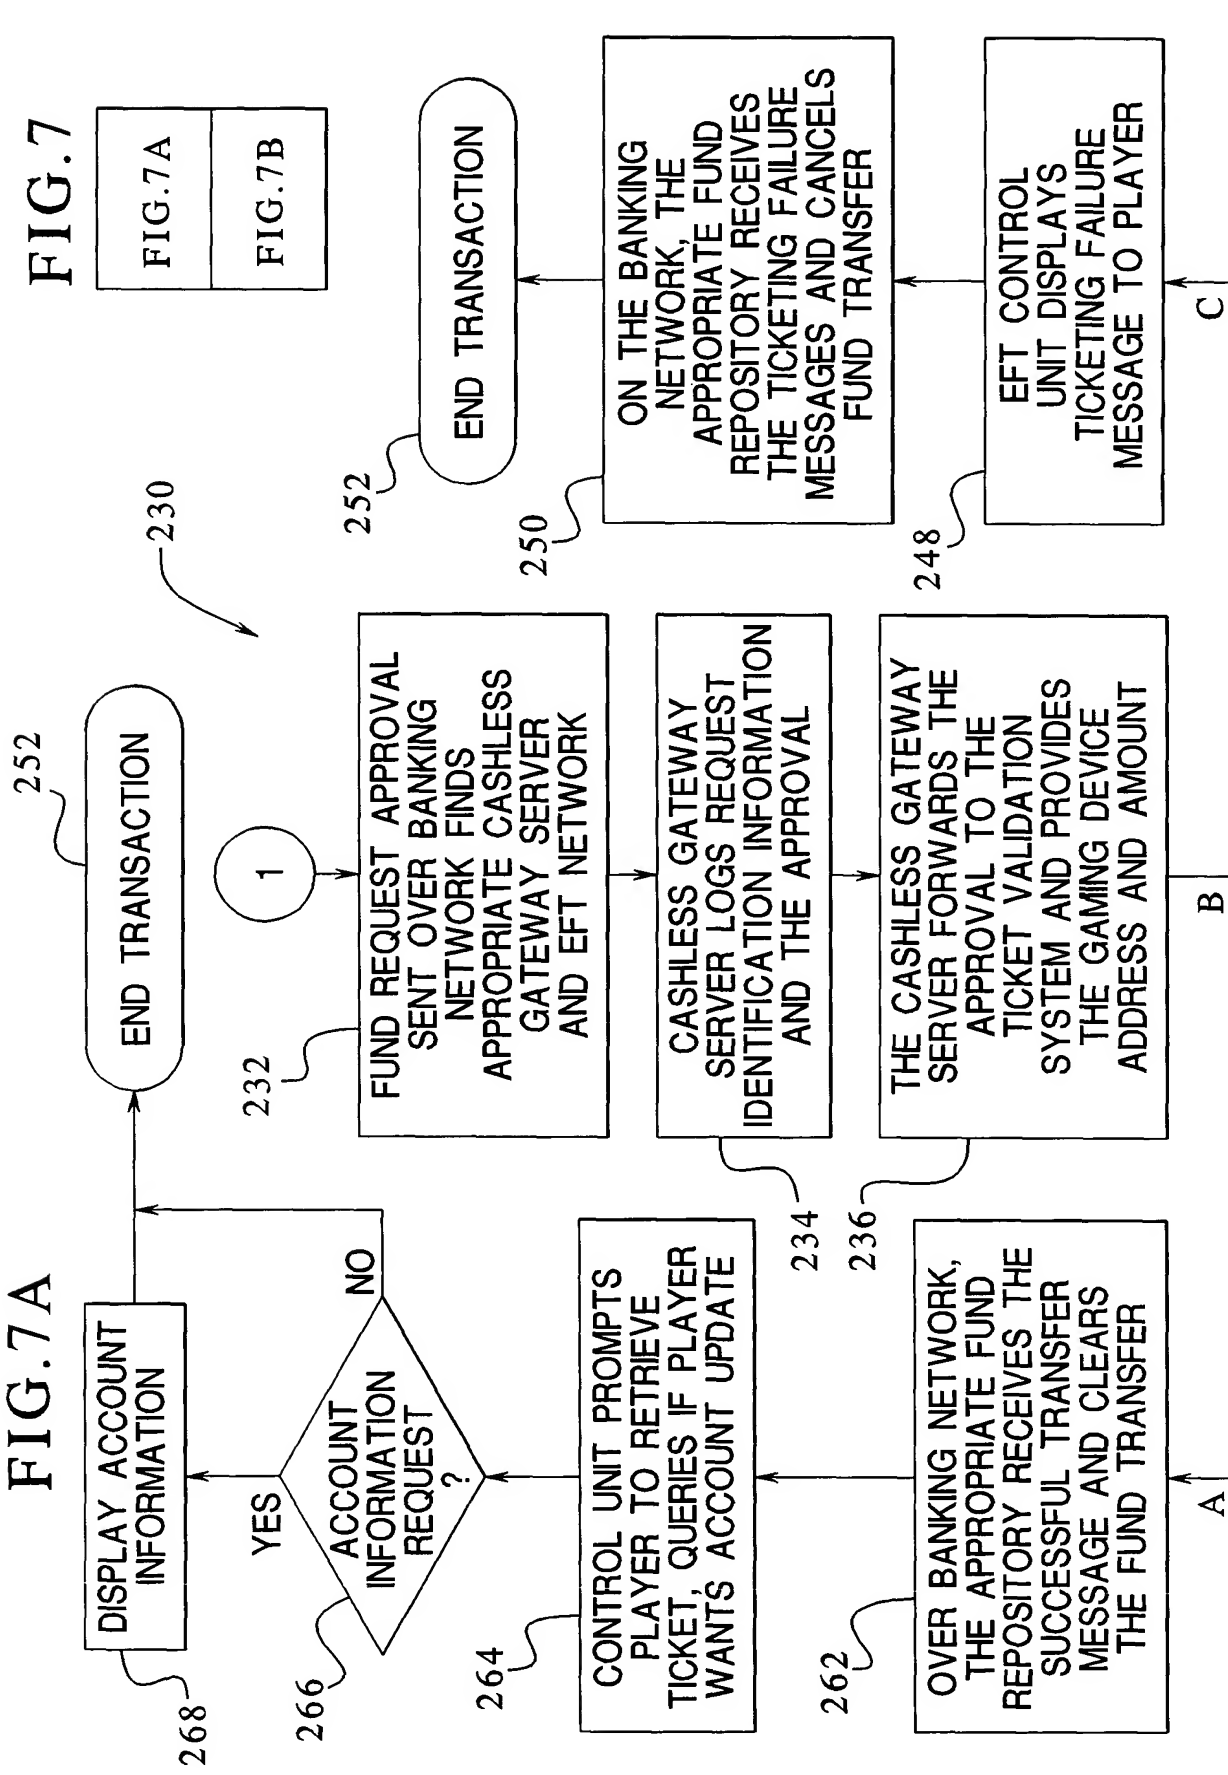 FIG.7A
FIG.7
FIG.7A
FIG.7B
268
DISPLAY ACCOUNT
INFORMATION
YES
NO
266
ACCOUNT
INFORMATION
REQUEST
?
264
CONTROL UNIT PROMPTS
PLAYER TO RETRIEVE
TICKET, QUERIES IF PLAYER
WANTS ACCOUNT UPDATE
262
OVER BANKING NETWORK,
THE APPROPRIATE FUND
REPOSITORY RECEIVES THE
SUCCESSFUL TRANSFER
MESSAGE AND CLEARS
THE FUND TRANSFER
A
252
END TRANSACTION
230
1
232
FUND REQUEST APPROVAL
SENT OVER BANKING
NETWORK FINDS
APPROPRIATE CASHLESS
GATEWAY SERVER
AND EFT NETWORK
234
CASHLESS GATEWAY
SERVER LOGS REQUEST
IDENTIFICATION INFORMATION
AND THE APPROVAL
236
THE CASHLESS GATEWAY
SERVER FORWARDS THE
APPROVAL TO THE
TICKET VALIDATION
SYSTEM AND PROVIDES
THE GAMING DEVICE
ADDRESS AND AMOUNT
B
252
END TRANSACTION
250
ON THE BANKING
NETWORK, THE
APPROPRIATE FUND
REPOSITORY RECEIVES
THE TICKETING FAILURE
MESSAGES AND CANCELS
FUND TRANSFER
248
EFT CONTROL
UNIT DISPLAYS
TICKETING FAILURE
MESSAGE TO PLAYER
C